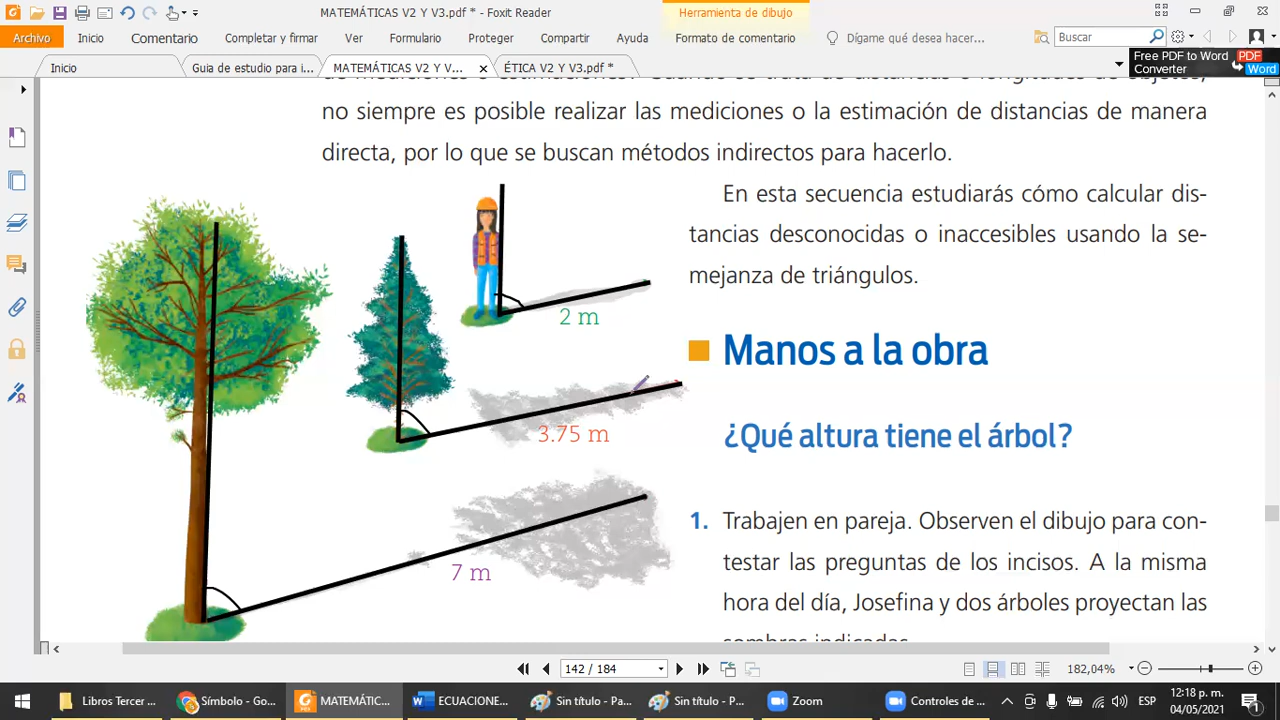 MATEMÁTICAS V2 Y V3.pdf * - Foxit Reader
Herramienta de dibujo
Archivo
Inicio
Comentario
Completar y firmar
Ver
Formulario
Proteger
Compartir
Ayuda
Formato de comentario
Dígame qué desea hacer...
Buscar
Inicio
Guia de estudio para i...
MATEMÁTICAS V2 Y V...
ÉTICA V2 Y V3.pdf *
Free PDF to Word
Converter
PDF
Word
no siempre es posible realizar las mediciones o la estimación de distancias de manera
directa, por lo que se buscan métodos indirectos para hacerlo.
En esta secuencia estudiarás cómo calcular dis-
tancias desconocidas o inaccesibles usando la se-
mejanza de triángulos.
2 m
Manos a la obra
3.75 m
¿Qué altura tiene el árbol?
7 m
1. Trabajen en pareja. Observen el dibujo para con-
testar las preguntas de los incisos. A la misma
hora del día, Josefina y dos árboles proyectan las
sombras indicadas
142 / 184
182,04%
Libros Tercer ...
Símbolo - Go...
MATEMÁTIC...
ECUACIONE...
Sin título - Pa...
Sin título - P...
Zoom
Controles de ...
ESP
12:18 p. m.
04/05/2021
1